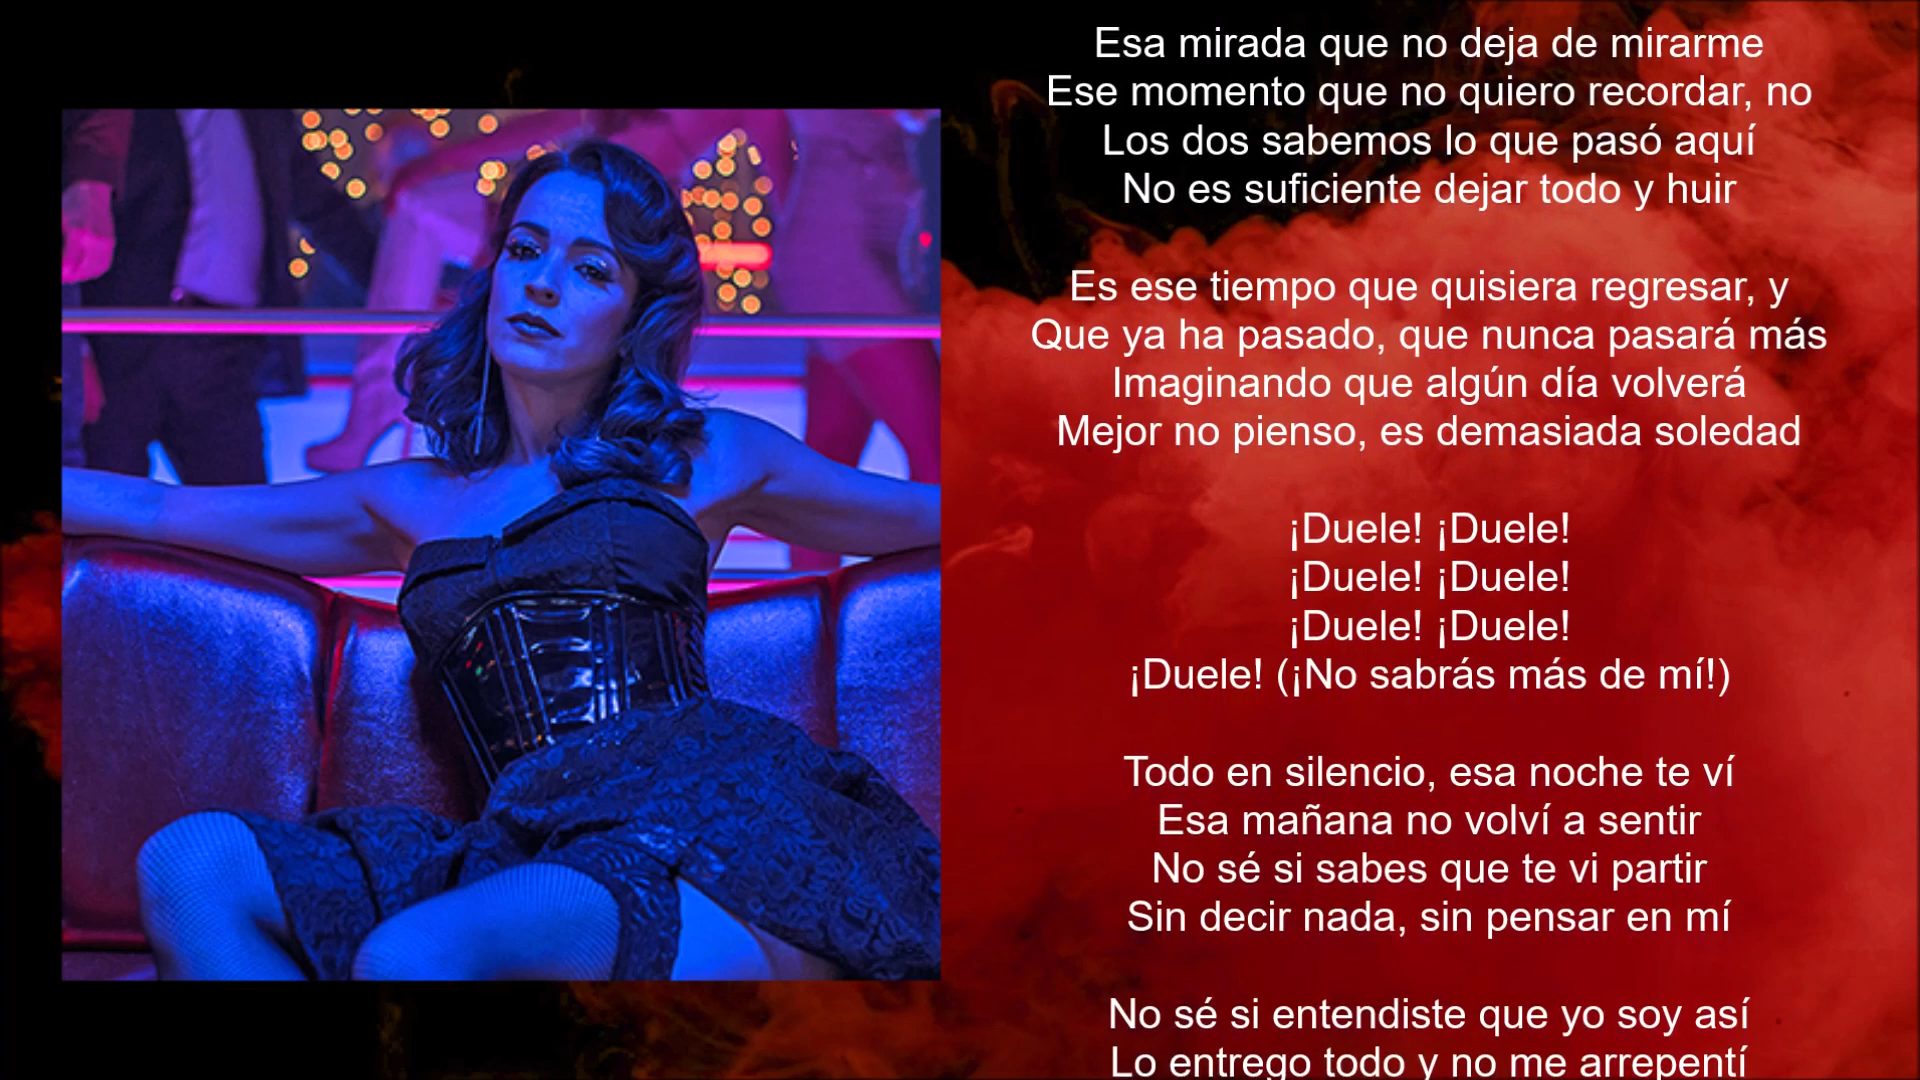 Esa mirada que no deja de mirarme
Ese momento que no quiero recordar, no
Los dos sabemos lo que pasó aquí
No es suficiente dejar todo y huir
Es ese tiempo que quisiera regresar, y
Que ya ha pasado, que nunca pasará más
Imaginando que algún día volverá
Mejor no pienso, es demasiada soledad
¡Duele! ¡Duele!
¡Duele! ¡Duele!
¡Duele! ¡Duele!
¡Duele! (¡No sabrás más de mí!)
Todo en silencio, esa noche te ví
Esa mañana no volví a sentir
No sé si sabes que te vi partir
Sin decir nada, sin pensar en mí
No sé si entendiste que yo soy así
Lo entrego todo y no me arrepentí